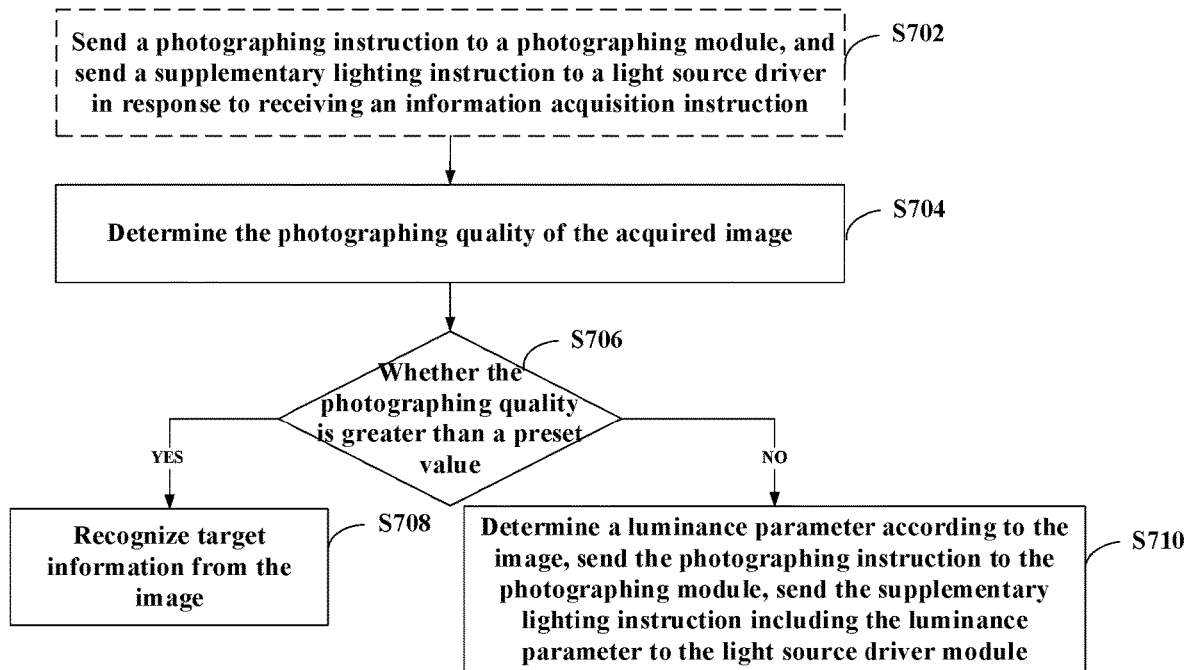 Send a photographing instruction to a photographing module, and
send a supplementary lighting instruction to a light source driver
in response to receiving an information acquisition instruction
S702
Determine the photographing quality of the acquired image
S704
S706
Whether the
photographing quality
is greater than a preset
value
YES
NO
Recognize target
information from the
image
S708
Determine a luminance parameter according to the
image, send the photographing instruction to the
photographing module, send the supplementary
lighting instruction including the luminance
parameter to the light source driver module
S710